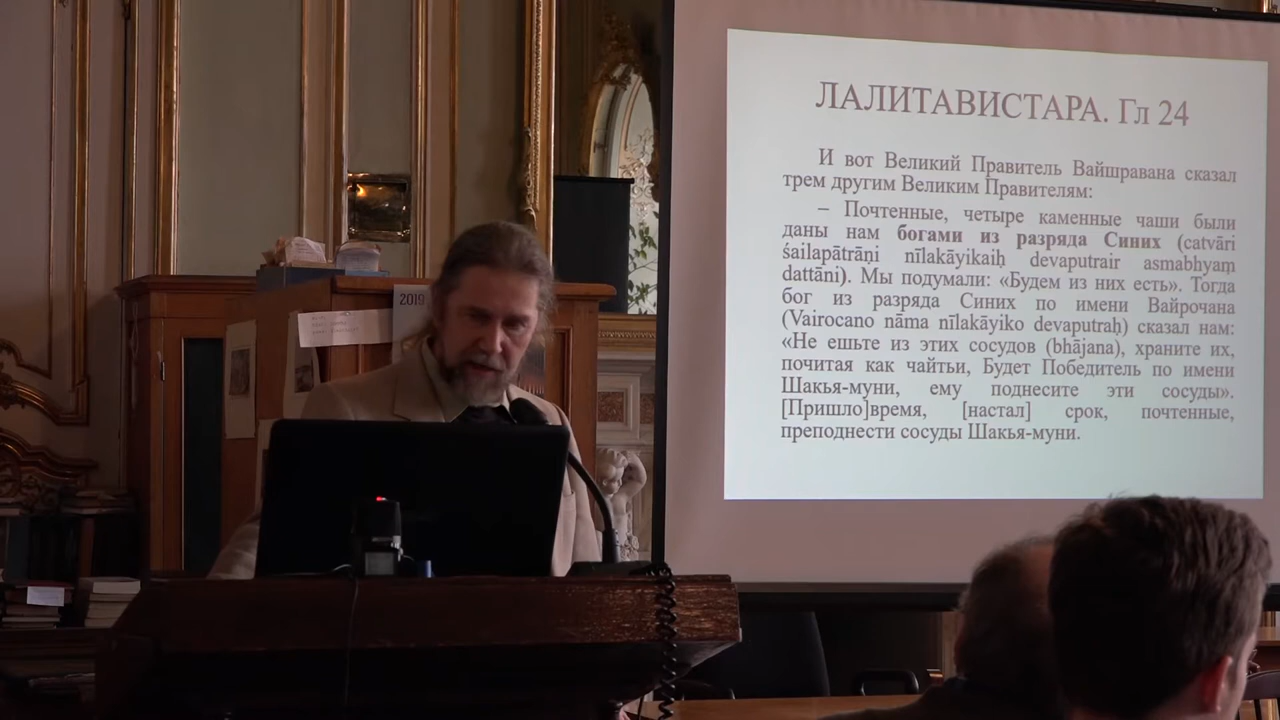 2019
ЛАЛИТАВИСТАРА. Гл 24
И вот Великий Правитель Вайшравана сказал
трем другим Великим Правителям:
– Почтенные, четыре каменные чаши были
даны нам богами из разряда Синих (catvāri
śailapātrāṇi nīlakāyikaiḥ devaputrair asmabhyaṃ
dattāni). Мы подумали: «Будем из них есть». Тогда
бог из разряда Синих по имени Вайрочана
(Vairocano nāma nīlakāyiko devaputraḥ) сказал нам:
«Не ешьте из этих сосудов (bhājana), храните их,
почитая как чайтьи, Будет Победитель по имени
Шакья-муни, ему поднесите эти сосуды».
[Пришло]время, [настал] срок, почтенные,
преподнести сосуды Шакья-муни.